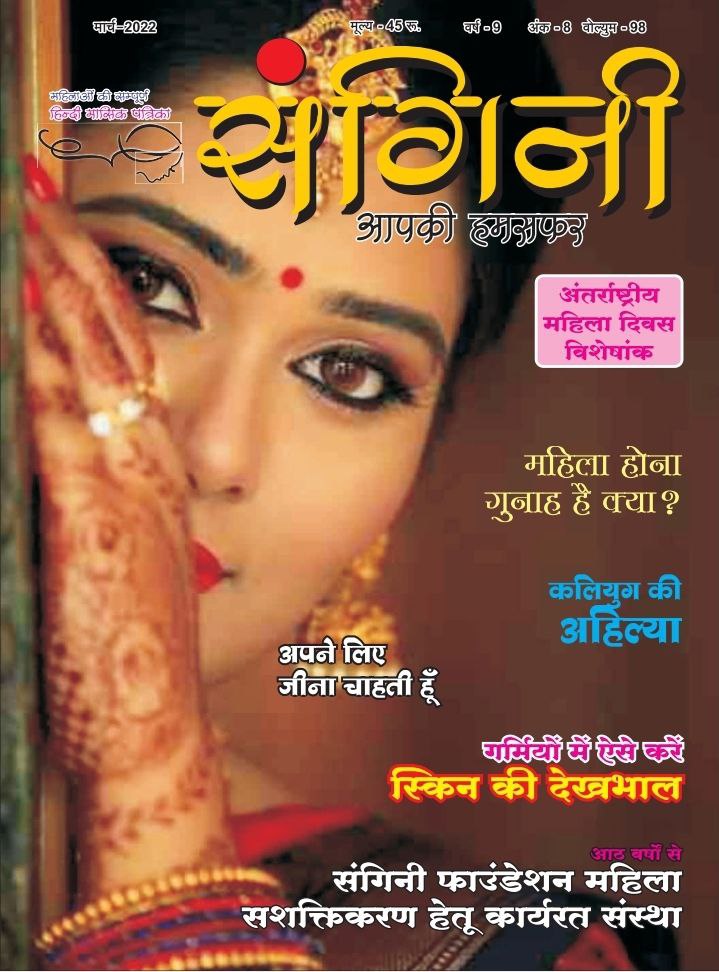 मार्च-2022 मूल्य - 45 रू. वर्ष - 9 अंक - 8 वोल्युम - 98
महिलाओं की सम्पूर्ण
हिन्दी मासिक पत्रिका
संगिनी
आपकी हमसफर
अंतर्राष्ट्रीय
महिला दिवस
विशेषांक
महिला होना
गुनाह है क्या?
कलियुग की
अहिल्या
अपने लिए
जीना चाहती हूँ
गर्मियों में ऐसे करें
स्किन की देखभाल
आठ वर्षों से
संगिनी फाउंडेशन महिला
सशक्तिकरण हेतू कार्यरत संस्था